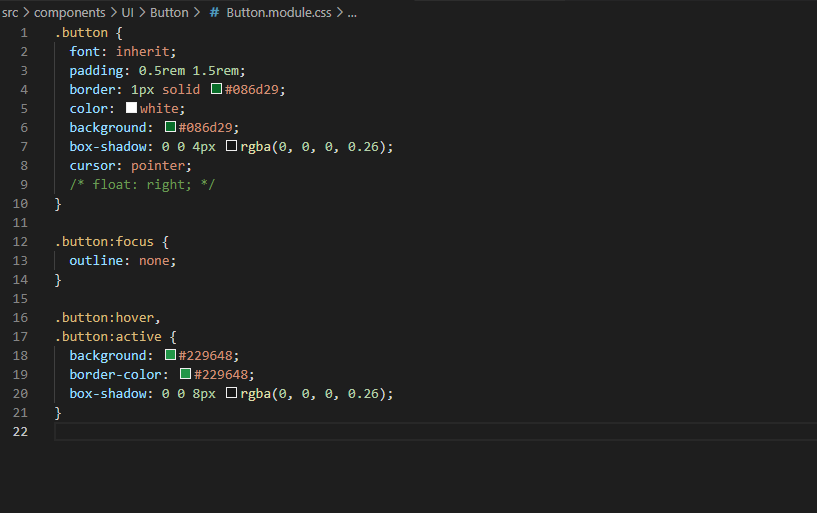 src > components > UI > Button > # Button.module.css > ...
1 .button {
2 font: inherit;
3 padding: 0.5rem 1.5rem;
4 border: 1px solid #086d29;
5 color: white;
6 background: #086d29;
7 box-shadow: 0 0 4px rgba(0, 0, 0, 0.26);
8 cursor: pointer;
9 /* float: right; */
10 }
11
12 .button:focus {
13 outline: none;
14 }
15
16 .button:hover,
17 .button:active {
18 background: #229648;
19 border-color: #229648;
20 box-shadow: 0 0 8px rgba(0, 0, 0, 0.26);
21 }
22